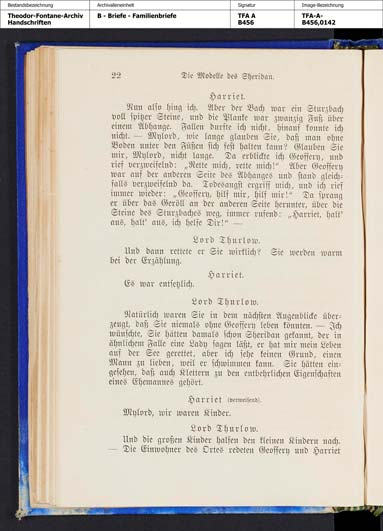 Bestandsbezeichnung
Archivalieneinheit
Signatur
Image-Bezeichnung
Theodor-Fontane-Archiv
Handschriften
B - Briefe - Familienbriefe
TFA A
B456
TFA-A-
B456,0142
22
Die Modelle des Sheridan.
Harriet.
Nun also hing ich. Aber der Bach war ein Sturzbach
voll spitzer Steine, und die Planke war zwanzig Fuß über
einem Abhange. Fallen durfte ich nicht, hinauf konnte ich
nicht. — Mylord, wie lange glauben Sie, daß man ohne
Boden unter den Füßen sich fest halten kann? Glauben Sie
mir, Mylord, nicht lange. Da erblickte ich Geoffery, und
rief verzweifelnd: „Rette mich, rette mich!“ Aber Geoffery
war auf der anderen Seite des Abhanges und stand gleich-
falls verzweifelnd da. Todesangst ergriff mich, und ich rief
immer wieder: „Geoffery, hilf mir, hilf mir!“ Da sprang
er über das Geröll an der anderen Seite herunter, über die
Steine des Sturzbachs weg, immer rufend: „Harriet, halt’
aus, halt’ aus, ich helfe Dir!“ —
Lord Thurlow.
Und dann rettete er Sie wirklich? Sie werden warm
bei der Erzählung.
Harriet.
Es war entsetzlich.
Lord Thurlow.
Natürlich waren Sie in dem nächsten Augenblicke über-
zeugt, daß Sie niemals ohne Geoffery leben könnten. — Ich
wünschte, Sie hätten damals schon Sheridan gekannt, der in
ähnlichem Falle eine Lady sagen läßt, er hat mir mein Leben
auf der See gerettet, aber ich sehe keinen Grund, einen
Mann zu lieben, weil er schwimmen kann. Sie hätten ein-
gesehen, daß auch Klettern zu den entbehrlichen Eigenschaften
eines Ehemannes gehört.
Harriet (verweisend).
Mylord, wir waren Kinder.
Lord Thurlow.
Und die großen Kinder halfen den kleinen Kindern nach.
— Die Einwohner des Ortes redeten Geoffery und Harriet